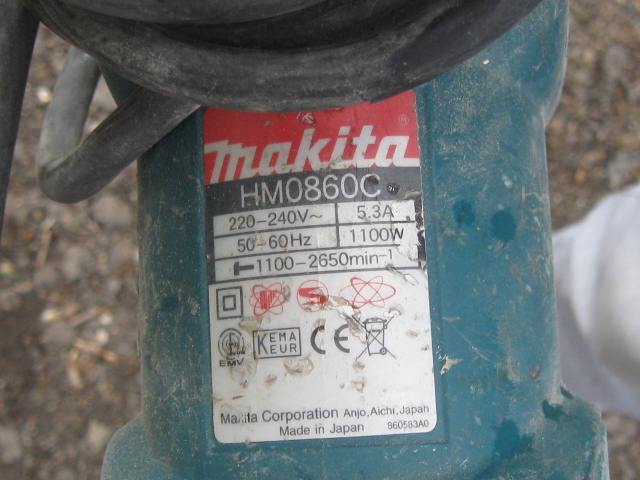 makita®
HM0860C
220-240V~ 5.3A
50-60Hz 1100W
1100-2650min-1
EMV
KEMA
KEUR
CE
Makita Corporation Anjo, Aichi, Japan
Made in Japan 860583A0